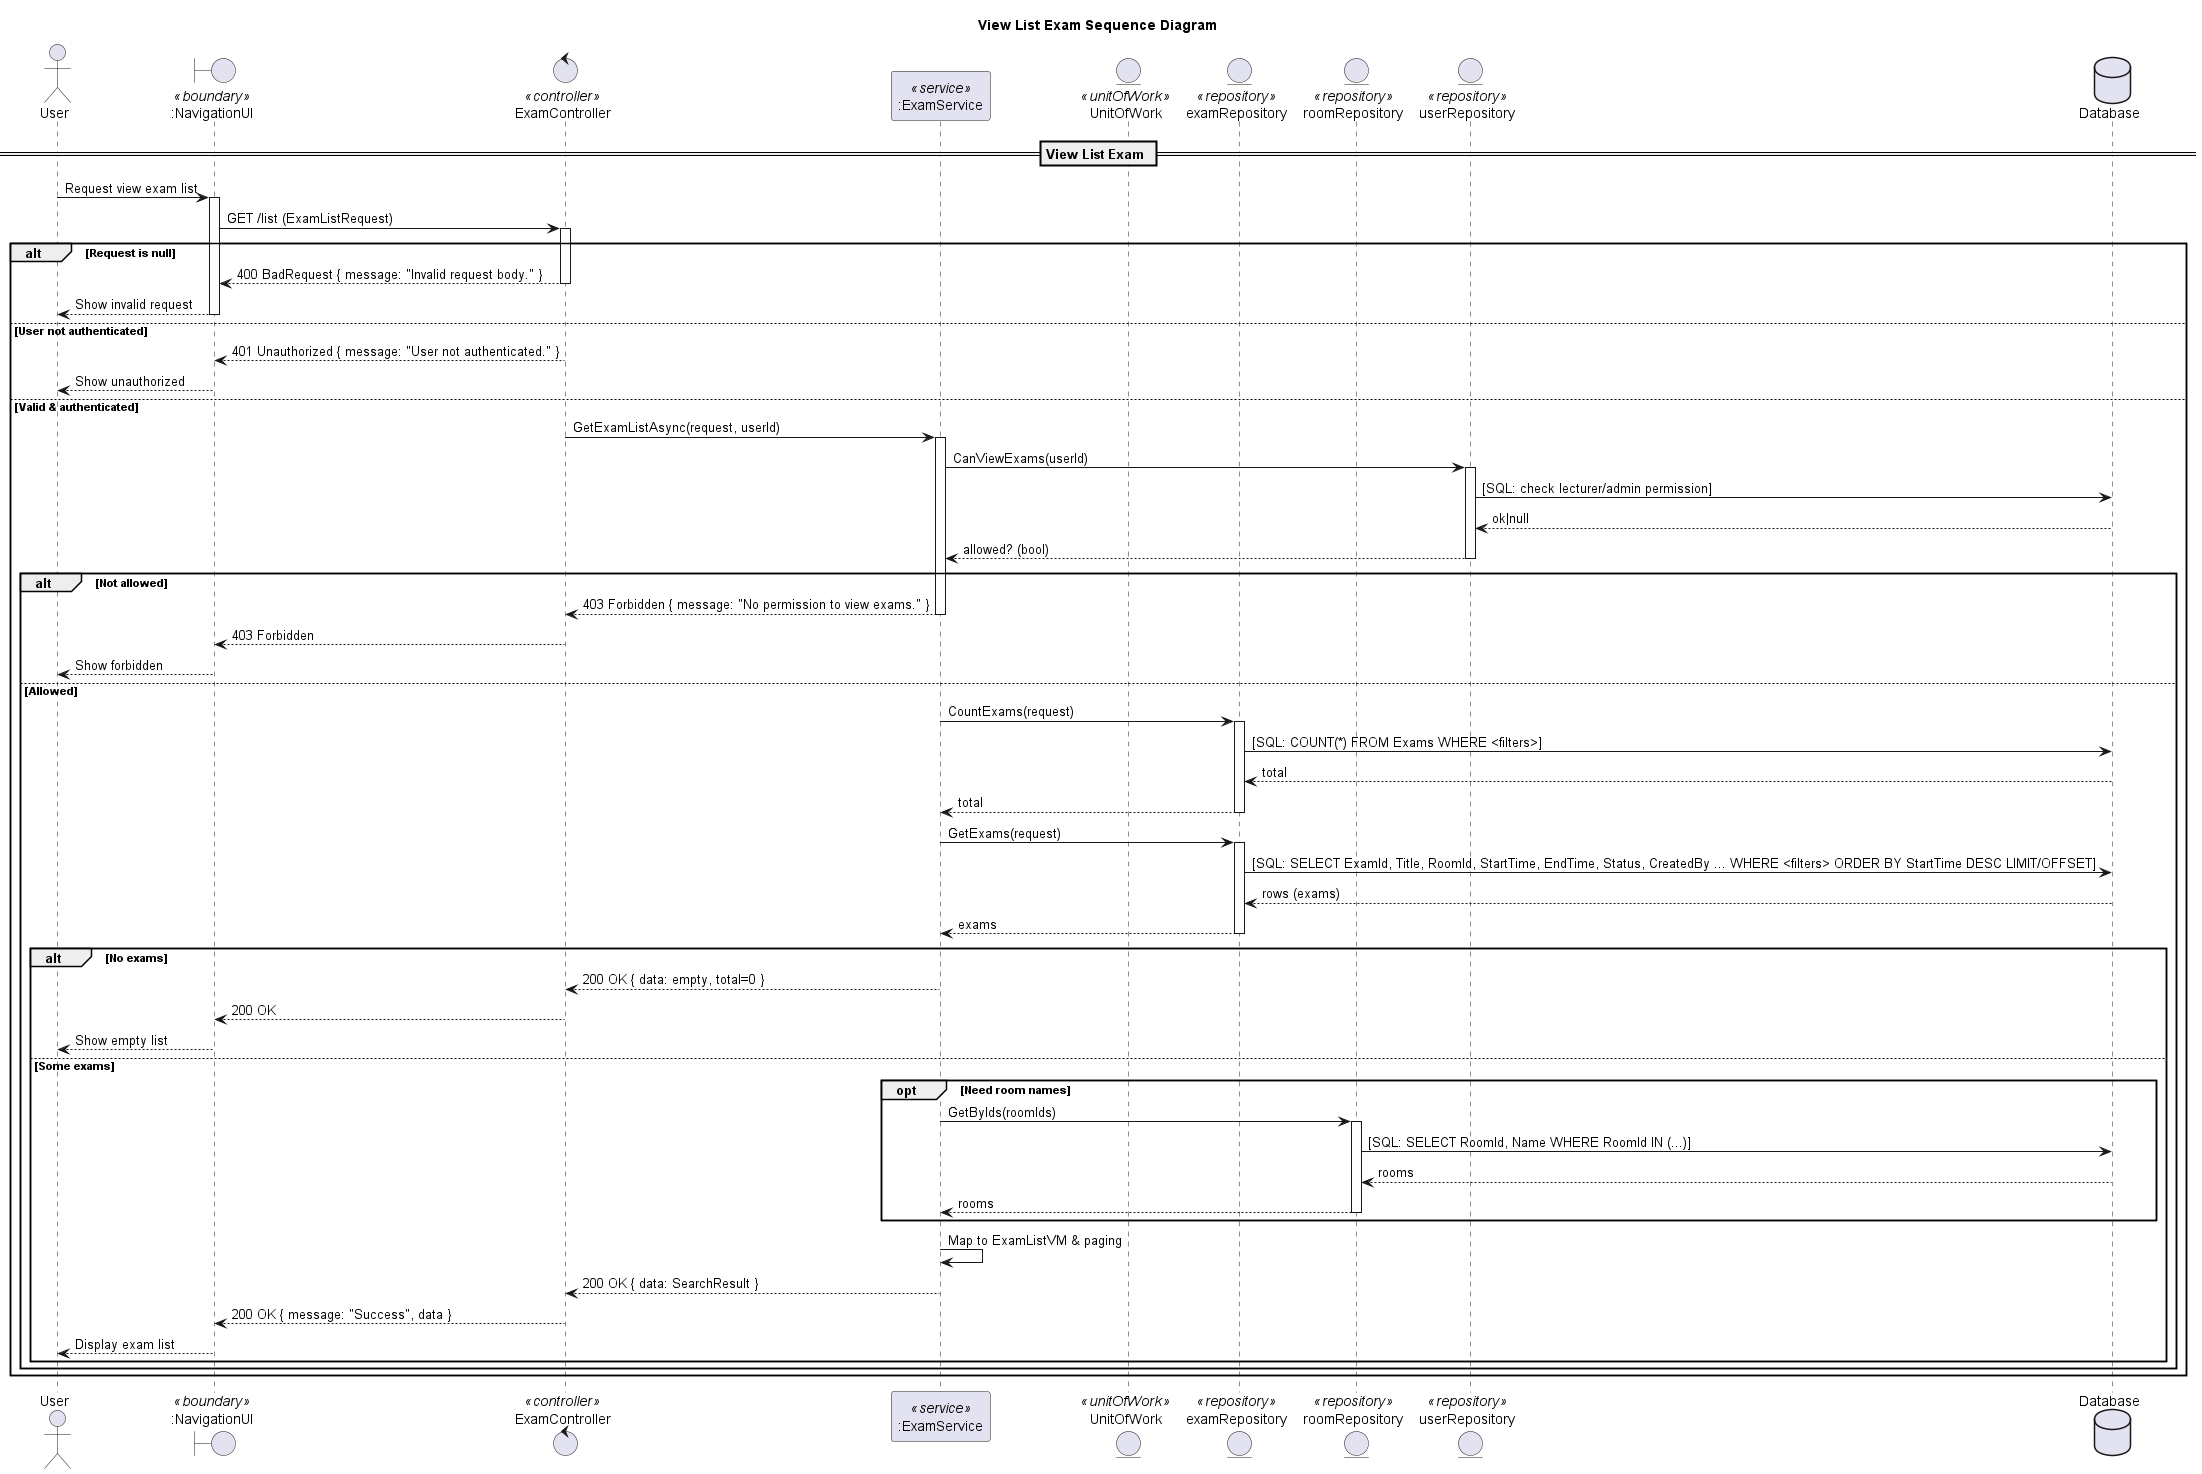 View List Exam Sequence Diagram
User
«boundary»
:NavigationUI
«controller»
ExamController
«service»
:ExamService
«unitOfWork»
UnitOfWork
«repository»
examRepository
«repository»
roomRepository
«repository»
userRepository
Database
View List Exam
Request view exam list
GET /list (ExamListRequest)
alt [Request is null]
400 BadRequest { message: "Invalid request body." }
Show invalid request
[User not authenticated]
401 Unauthorized { message: "User not authenticated." }
Show unauthorized
[Valid & authenticated]
GetExamListAsync(request, userId)
CanViewExams(userId)
[SQL: check lecturer/admin permission]
ok|null
allowed? (bool)
alt [Not allowed]
403 Forbidden { message: "No permission to view exams." }
403 Forbidden
Show forbidden
[Allowed]
CountExams(request)
[SQL: COUNT(*) FROM Exams WHERE <filters>]
total
total
GetExams(request)
[SQL: SELECT ExamId, Title, RoomId, StartTime, EndTime, Status, CreatedBy ... WHERE <filters> ORDER BY StartTime DESC LIMIT/OFFSET]
rows (exams)
exams
alt [No exams]
200 OK { data: empty, total=0 }
200 OK
Show empty list
[Some exams]
opt [Need room names]
GetByIds(roomIds)
[SQL: SELECT RoomId, Name WHERE RoomId IN (...)]
rooms
rooms
Map to ExamListVM & paging
200 OK { data: SearchResult }
200 OK { message: "Success", data }
Display exam list
User
«boundary»
:NavigationUI
«controller»
ExamController
«service»
:ExamService
«unitOfWork»
UnitOfWork
«repository»
examRepository
«repository»
roomRepository
«repository»
userRepository
Database